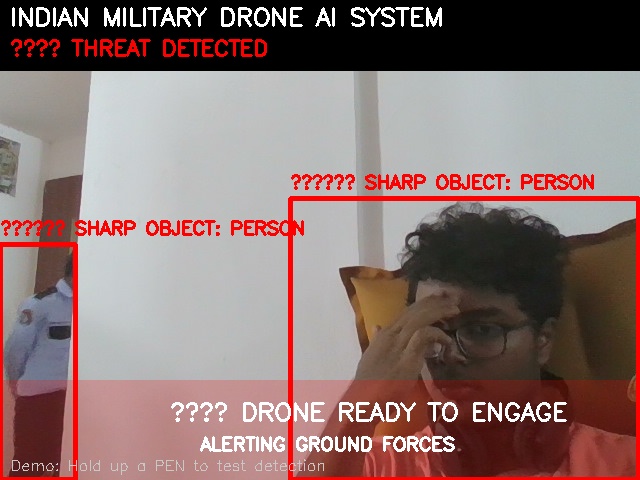 INDIAN MILITARY DRONE AI SYSTEM
???? THREAT DETECTED
?????? SHARP OBJECT: PERSON
?????? SHARP OBJECT: PERSON
???? DRONE READY TO ENGAGE
ALERTING GROUND FORCES
Demo: Hold up a PEN to test detection